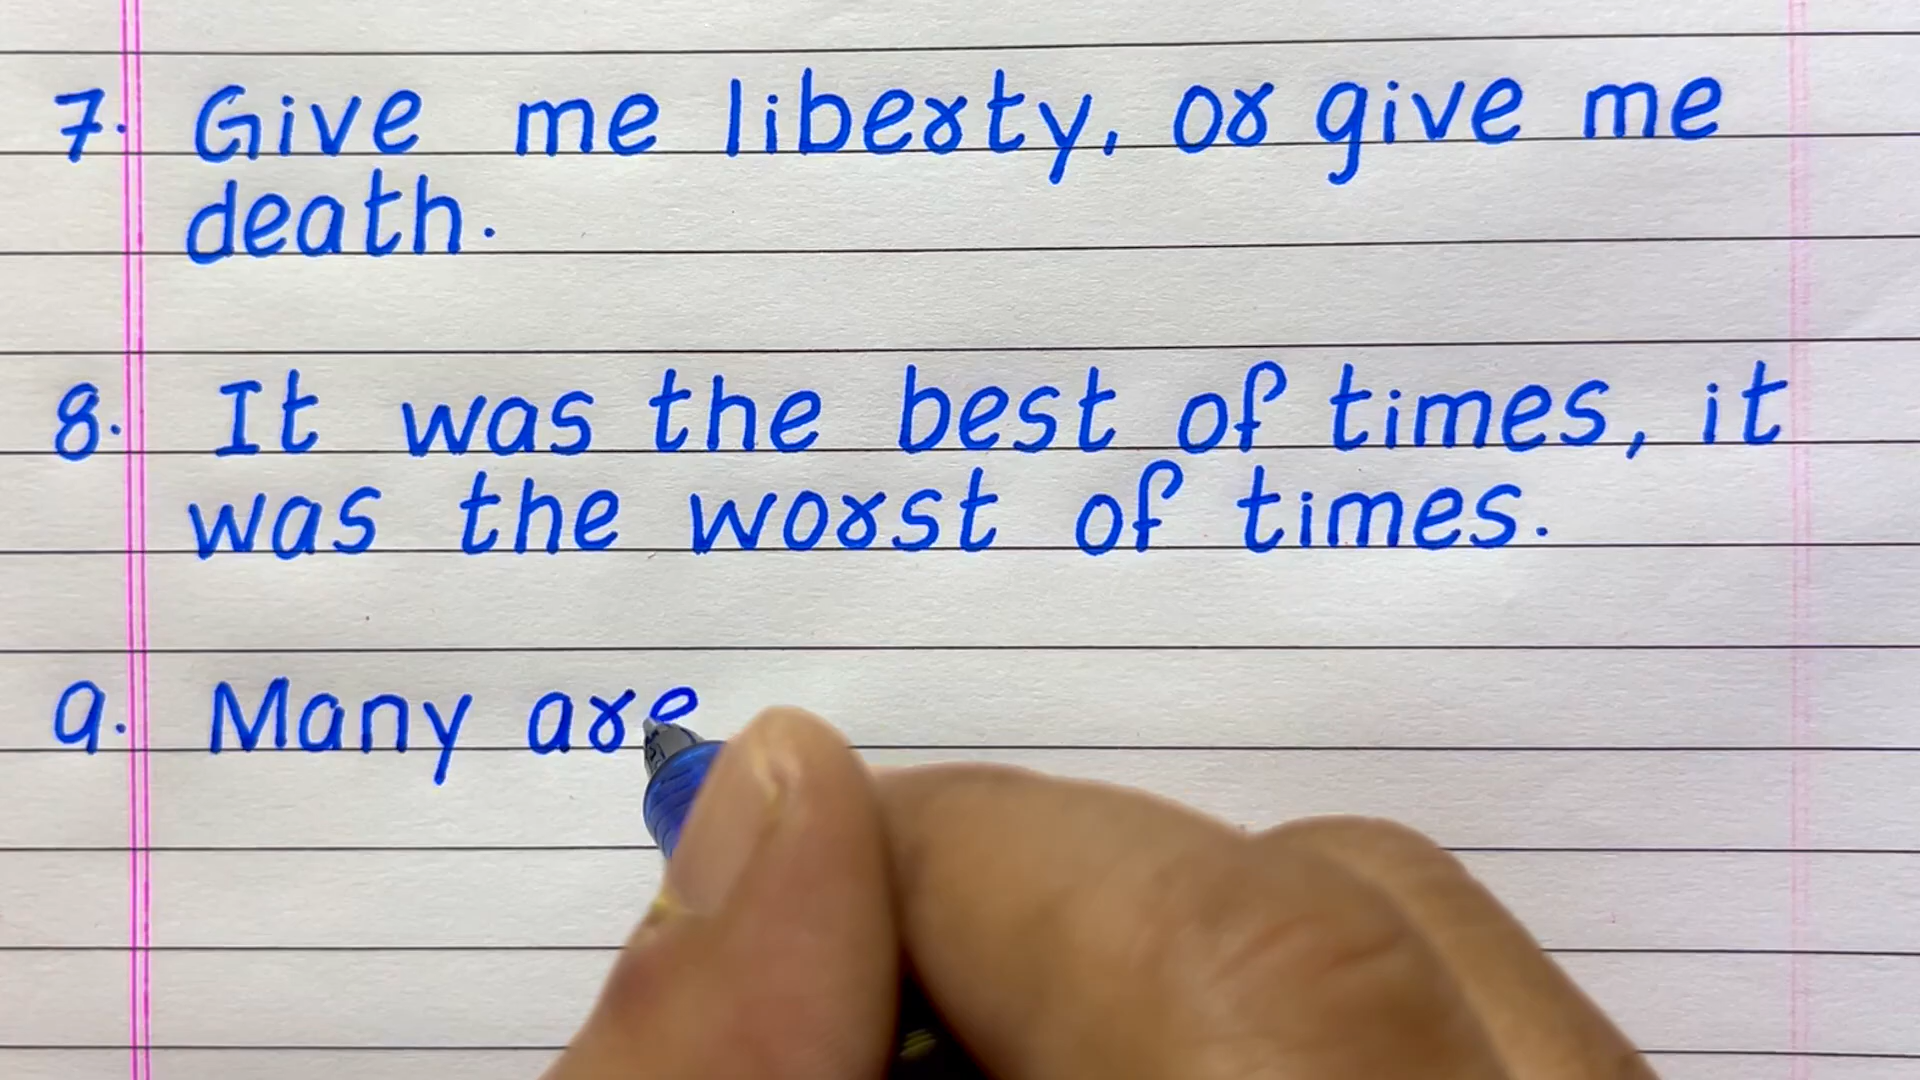 7. Give me liberty, or give me
death.
8. It was the best of times, it
was the worst of times.
9. Many are